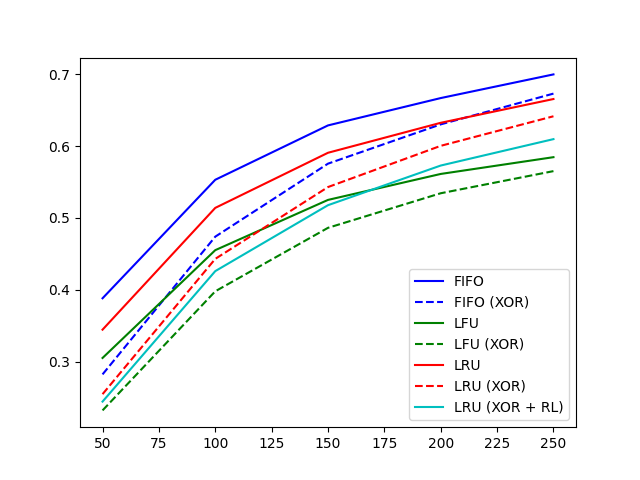 0.7
0.6
0.5
0.4
0.3
50
75
100
125
150
175
200
225
250
FIFO
FIFO (XOR)
LFU
LFU (XOR)
LRU
LRU (XOR)
LRU (XOR + RL)